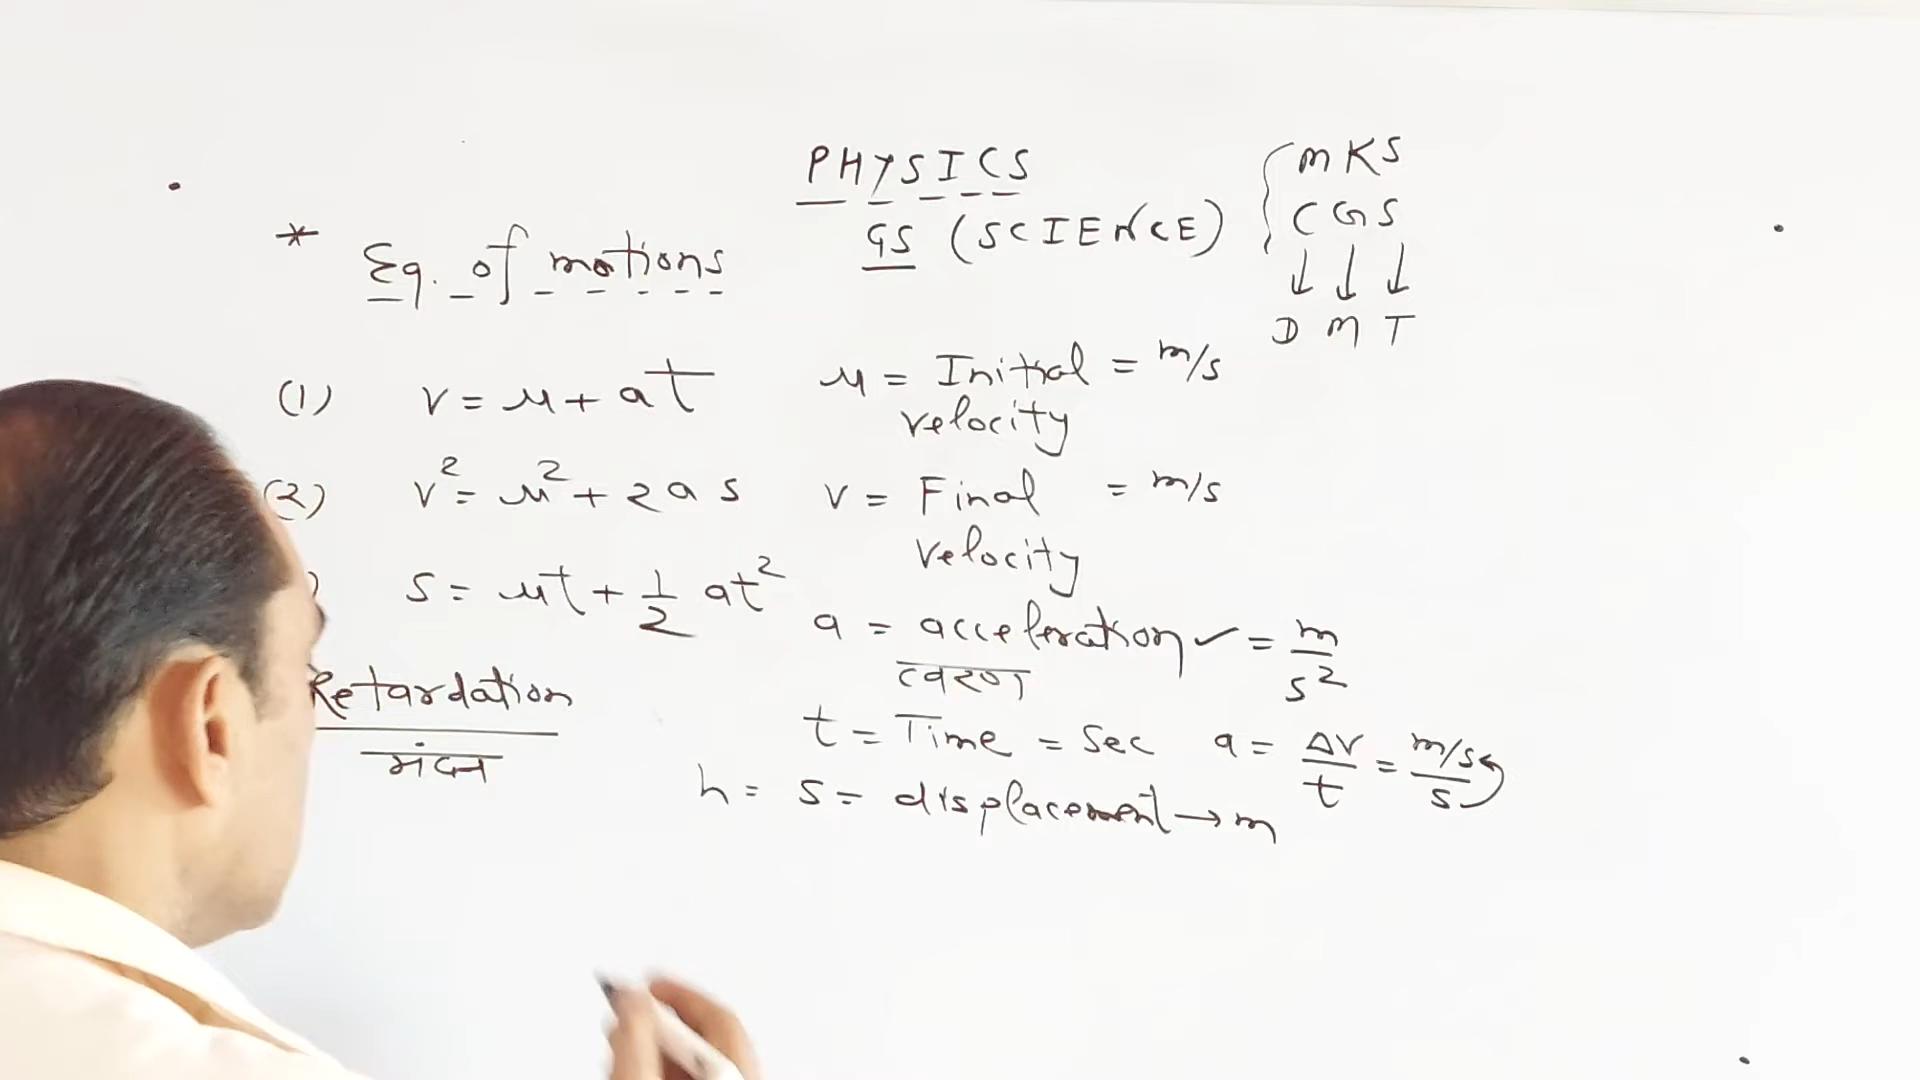 PHYSICS
GS (SCIENCE)
MKS
CGS
↓ ↓ ↓
D M T
* Eq. of motions
(1) v = u + at
(2) v² = u² + 2as
) s = ut + 1/2 at²
Retardation
मंदन
u = Initial velocity = m/s
v = Final velocity = m/s
a = acceleration ✓ = m/s²
त्वरण
t = Time = Sec
a = Δv/t = m/s/s
h = s = displacement → m